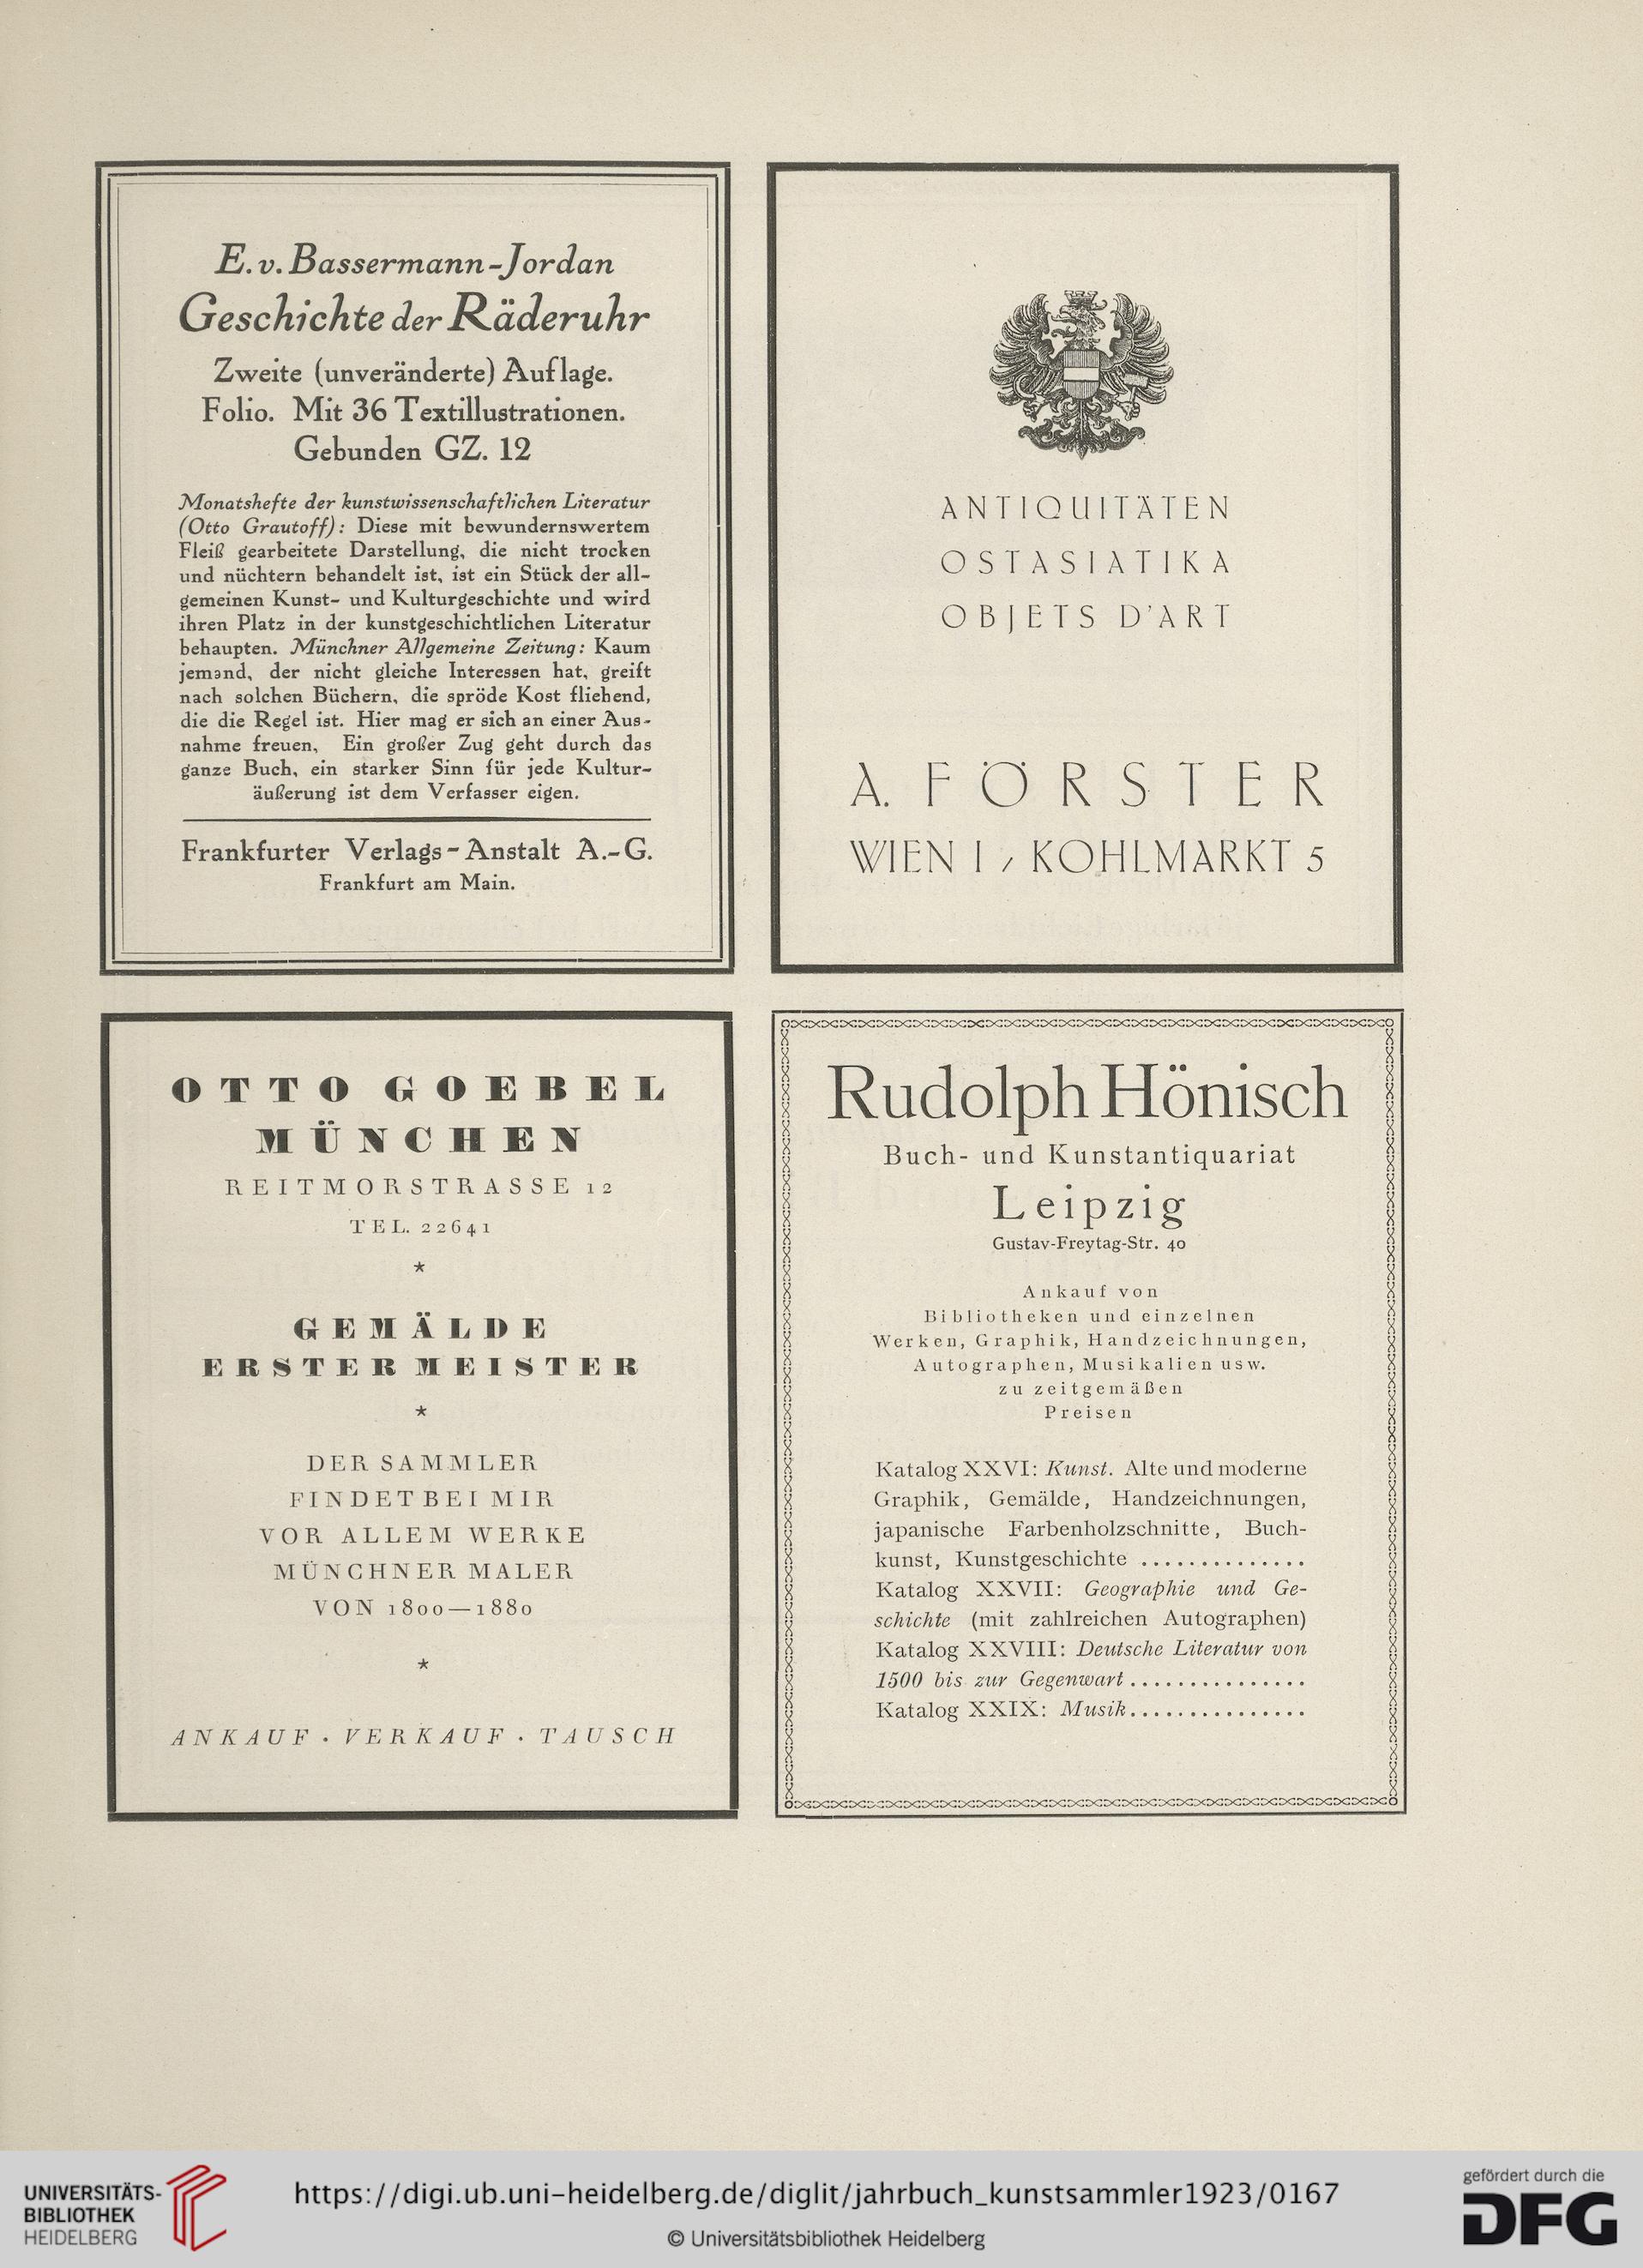 E. v. Bassermann-Jordan
Geschichte der Räderuhr
Zweite (unveränderte) Auflage.
Folio. Mit 36 Textillustrationen.
Gebunden GZ. 12
Monatshefte der kunstwissenschaftlichen Literatur
(Otto Grautoff): Diese mit bewundernswertem
Fleiß gearbeitete Darstellung, die nicht trocken
und nüchtern behandelt ist, ist ein Stück der all-
gemeinen Kunst- und Kulturgeschichte und wird
ihren Platz in der kunstgeschichtlichen Literatur
behaupten. Münchner Allgemeine Zeitung: Kaum
jemand, der nicht gleiche Interessen hat, greift
nach solchen Büchern, die spröde Kost fliehend,
die die Regel ist. Hier mag er sich an einer Aus-
nahme freuen, Ein großer Zug geht durch das
ganze Buch, ein starker Sinn für jede Kultur-
äußerung ist dem Verfasser eigen.
Frankfurter Verlags-Anstalt A.-G.
Frankfurt am Main.
ANTIQUITÄTEN
OSTASIATIKA
OBJETS D'ART
A. FÖRSTER
WIEN I / KOHLMARKT 5
OTTO GOEBEL
MÜNCHEN
REITMORSTRASSE 12
TEL. 22641
*
GEMÄLDE
ERSTER MEISTER
*
DER SAMMLER
FINDET BEI MIR
VOR ALLEM WERKE
MÜNCHNER MALER
VON 1800—1880
*
ANKAUF · VERKAUF · TAUSCH
Rudolph Hönisch
Buch- und Kunstantiquariat
Leipzig
Gustav-Freytag-Str. 40
Ankauf von
Bibliotheken und einzelnen
Werken, Graphik, Handzeichnungen,
Autographen, Musikalien usw.
zu zeitgemäßen
Preisen
Katalog XXVI: Kunst. Alte und moderne
Graphik, Gemälde, Handzeichnungen,
japanische Farbenholzschnitte, Buch-
kunst, Kunstgeschichte ..............
Katalog XXVII: Geographie und Ge-
schichte (mit zahlreichen Autographen)
Katalog XXVIII: Deutsche Literatur von
1500 bis zur Gegenwart ...............
Katalog XXIX: Musik ...............
UNIVERSITÄTS-
BIBLIOTHEK
HEIDELBERG
https://digi.ub.uni-heidelberg.de/diglit/jahrbuch_kunstsammler1923/0167
© Universitätsbibliothek Heidelberg
gefördert durch die
DFG